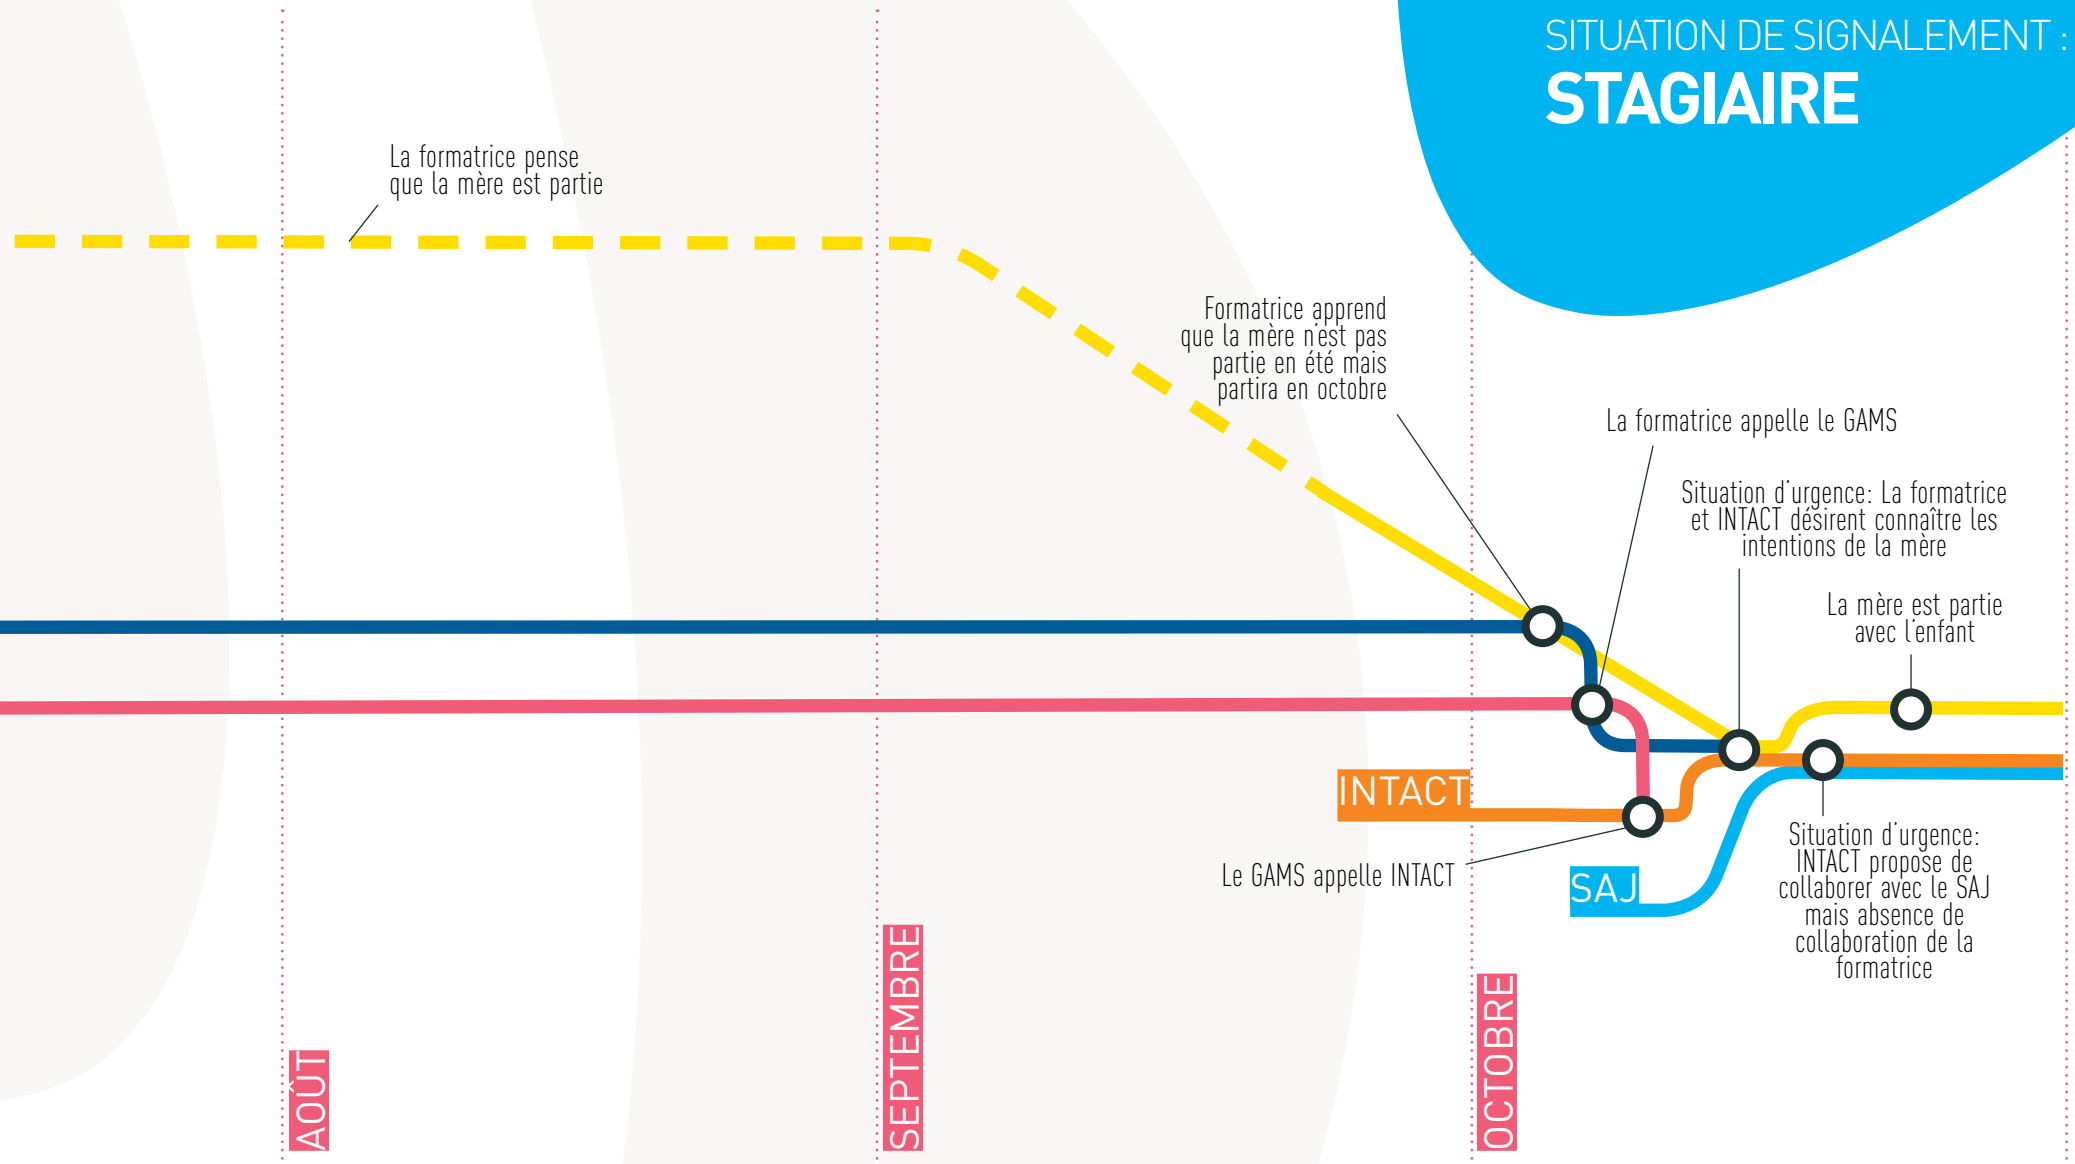 SITUATION DE SIGNALEMENT :
STAGIAIRE
La formatrice pense
que la mère est partie
Formatrice apprend
que la mère n'est pas
partie en été mais
partira en octobre
La formatrice appelle le GAMS
Situation d'urgence: La formatrice
et INTACT désirent connaître les
intentions de la mère
La mère est partie
avec l'enfant
INTACT
Le GAMS appelle INTACT
SAJ
Situation d'urgence:
INTACT propose de
collaborer avec le SAJ
mais absence de
collaboration de la
formatrice
AOÛT
SEPTEMBRE
OCTOBRE